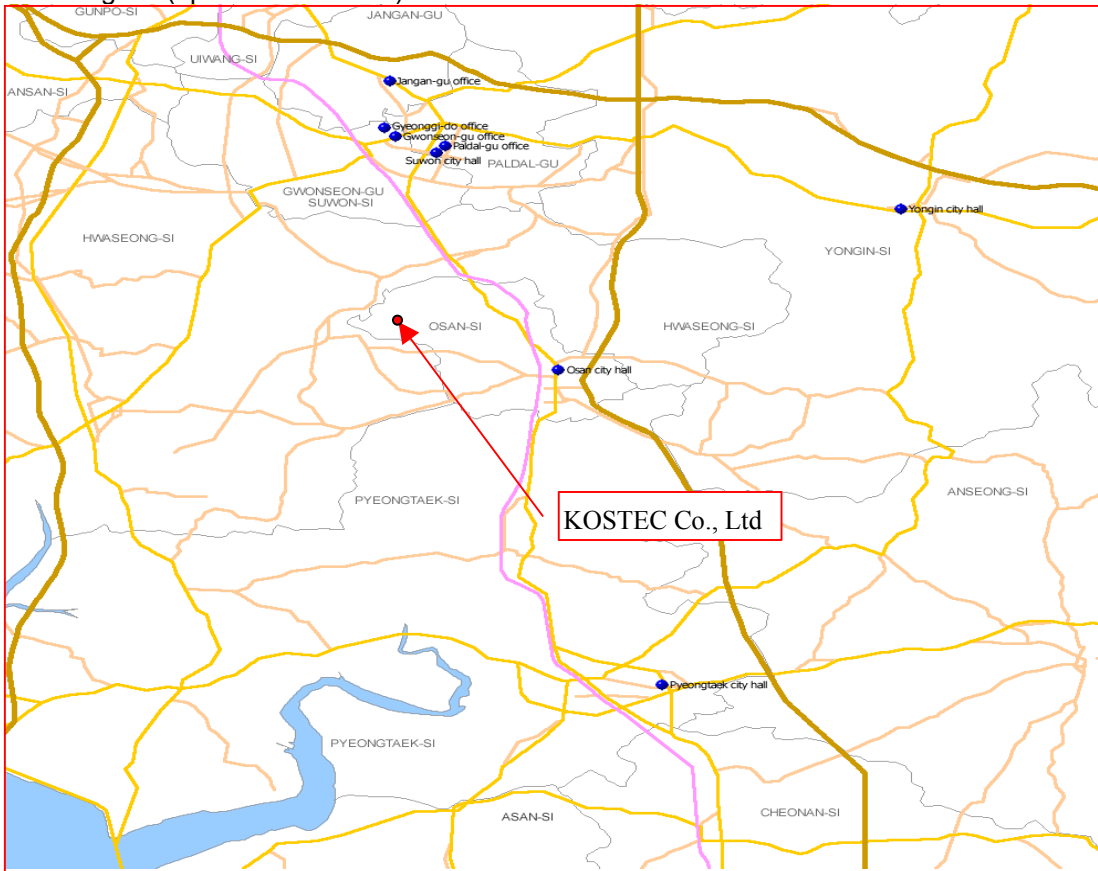 GUNPO-SI
JANGAN-GU
UIWANG-SI
ANSAN-SI
Jangan-gu office
Gyeonggi-do office
Gwonseon-gu office
Paldal-gu office
Suwon city hall
PALDAL-GU
GWONSEON-GU
SUWON-SI
Yongin city hall
HWASEONG-SI
YONGIN-SI
OSAN-SI
HWASEONG-SI
Osan city hall
PYEONGTAEK-SI
ANSEONG-SI
KOSTEC Co., Ltd
Pyeongtaek city hall
PYEONGTAEK-SI
ASAN-SI
CHEONAN-SI